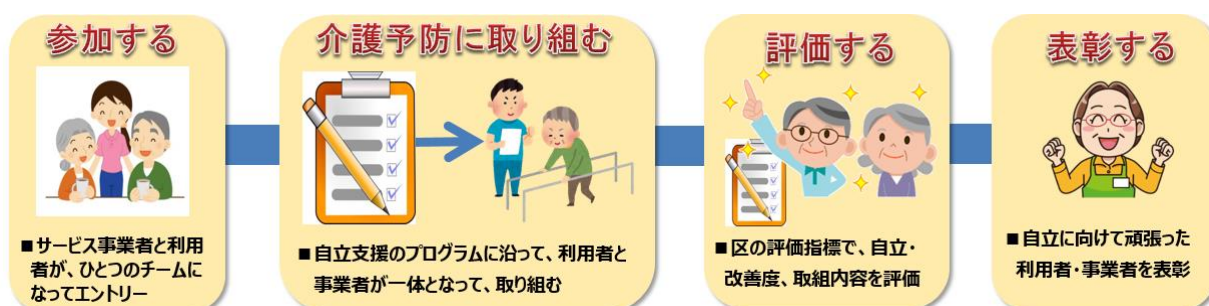 参加する
■サービス事業者と利用
者が、ひとつのチームに
なってエントリー
介護予防に取り組む
■自立支援のプログラムに沿って、利用者と
事業者が一体となって、取り組む
評価する
■区の評価指標で、自立・
改善度、取組内容を評価
表彰する
■自立に向けて頑張った
利用者・事業者を表彰